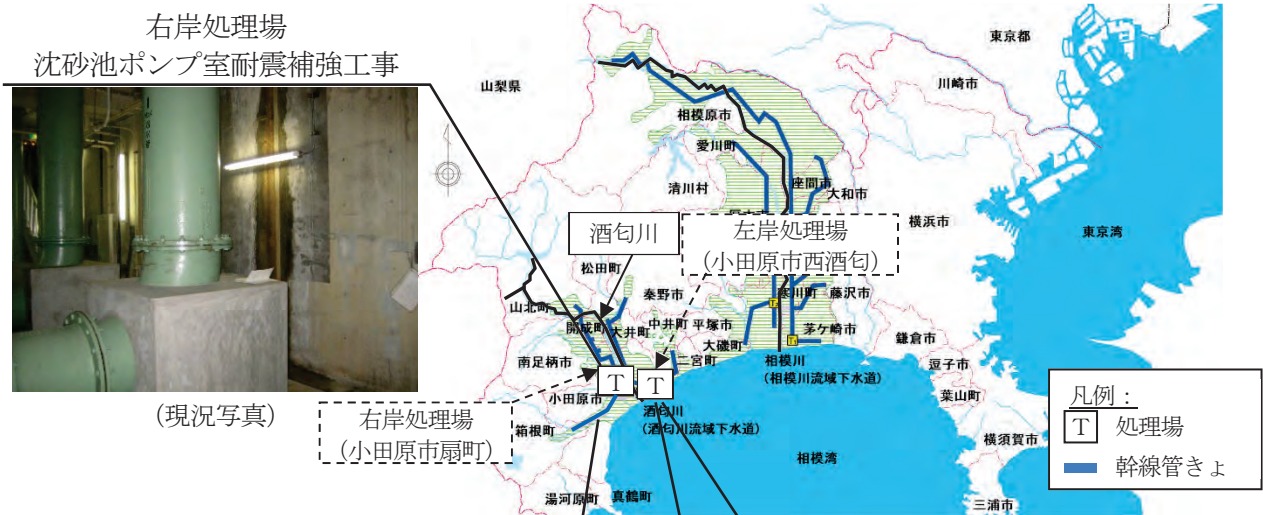 右岸処理場
沈砂池ポンプ室耐震補強工事
(現況写真)
山梨県
東京都
川崎市
相模原市
愛川町
清川村
座間市
大和市
横浜市
東京湾
酒匂川
左岸処理場
(小田原市西酒匂)
松田町
秦野市
寒川町
藤沢市
山北町
開成町
大井町
中井町
平塚市
茅ケ崎市
大磯町
鎌倉市
二宮町
逗子市
南足柄市
相模川
(相模川流域下水道)
葉山町
T
T
小田原市
右岸処理場
(小田原市扇町)
酒匂川
(酒匂川流域下水道)
箱根町
横須賀市
相模湾
湯河原町
真鶴町
三浦市
凡例：
T 処理場
幹線管きょ